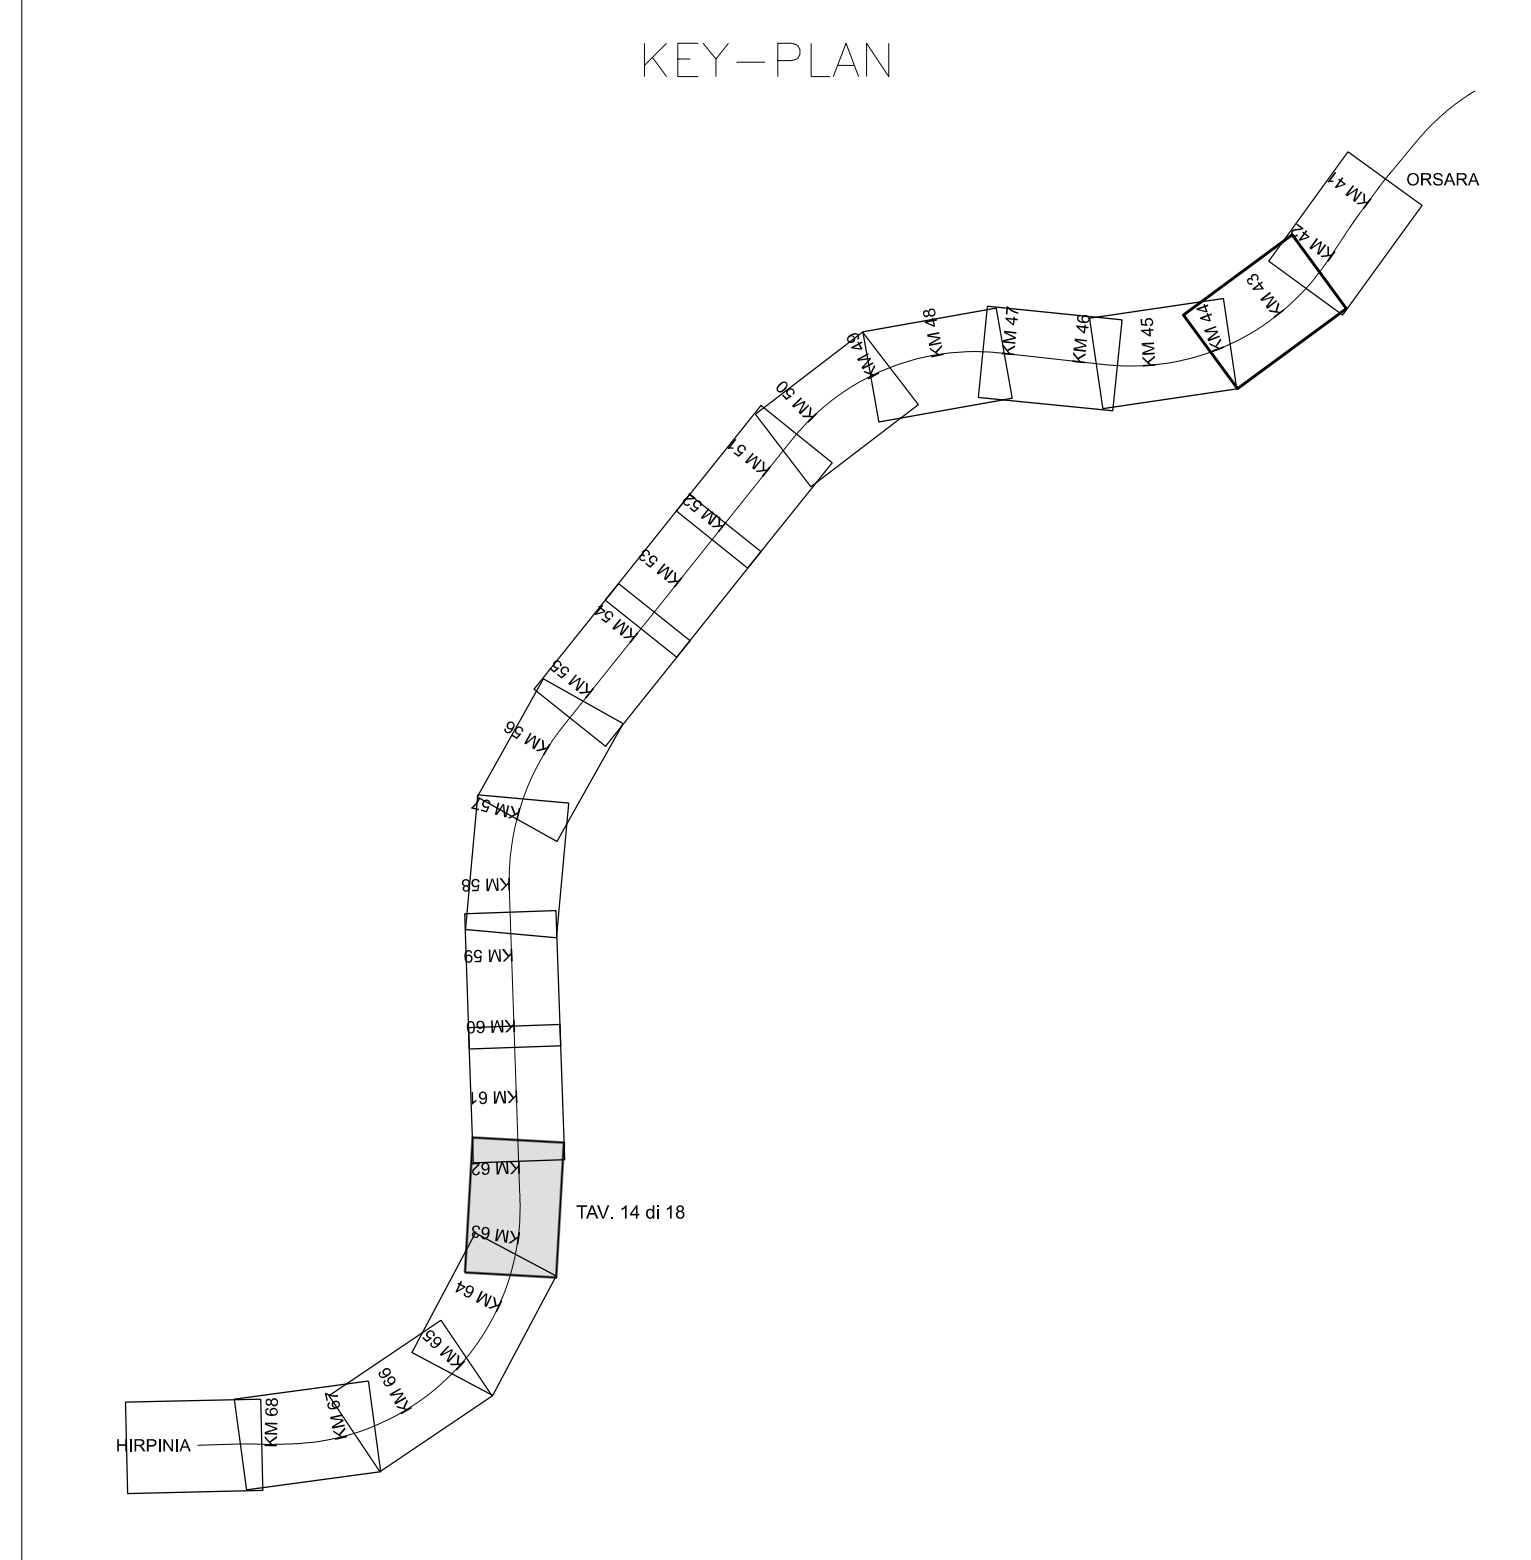 KEY-PLAN
ORSARA
KM 41
KM 42
KM 43
KM 44
KM 45
KM 46
KM 47
KM 48
KM 49
KM 50
KM 51
KM 52
KM 53
KM 54
KM 55
KM 56
KM 57
KM 58
KM 59
KM 60
KM 61
KM 62
TAV. 14 di 18
KM 63
KM 64
KM 65
KM 66
KM 67
KM 68
HIRPINIA